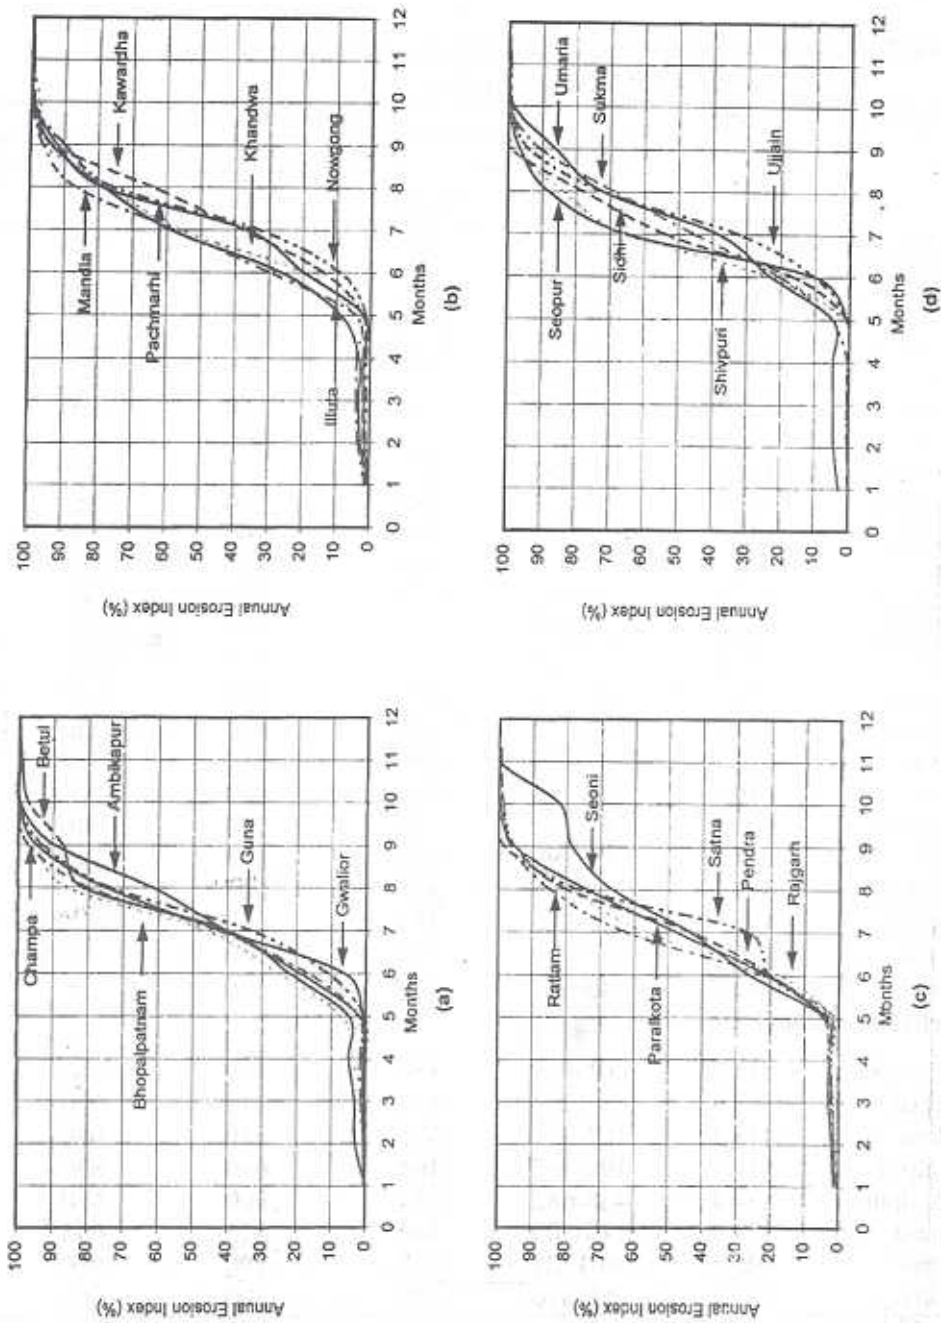 Annual Erosion Index (%)
100
90
80
70
60
50
40
30
20
10
0
Champa
Betul
Ambikapur
Bhopalpatnam
Guna
Gwalior
0 1 2 3 4 5 6 7 8 9 10 11 12
Months
(a)
Annual Erosion Index (%)
100
90
80
70
60
50
40
30
20
10
0
Mandla
Kawardha
Pachmarhi
Khandwa
Nowgong
0 1 2 3 4 5 6 7 8 9 10 11 12
Months
(b)
Annual Erosion Index (%)
100
90
80
70
60
50
40
30
20
10
0
Ratlam
Seoni
Paralkota
Satna
Pendra
Rajgarh
0 1 2 3 4 5 6 7 8 9 10 11 12
Months
(c)
Annual Erosion Index (%)
100
90
80
70
60
50
40
30
20
10
0
Seopur
Umaria
Sukma
Sidhi
Shivpuri
Ujjain
0 1 2 3 4 5 6 7 8 9 10 11 12
Months
(d)